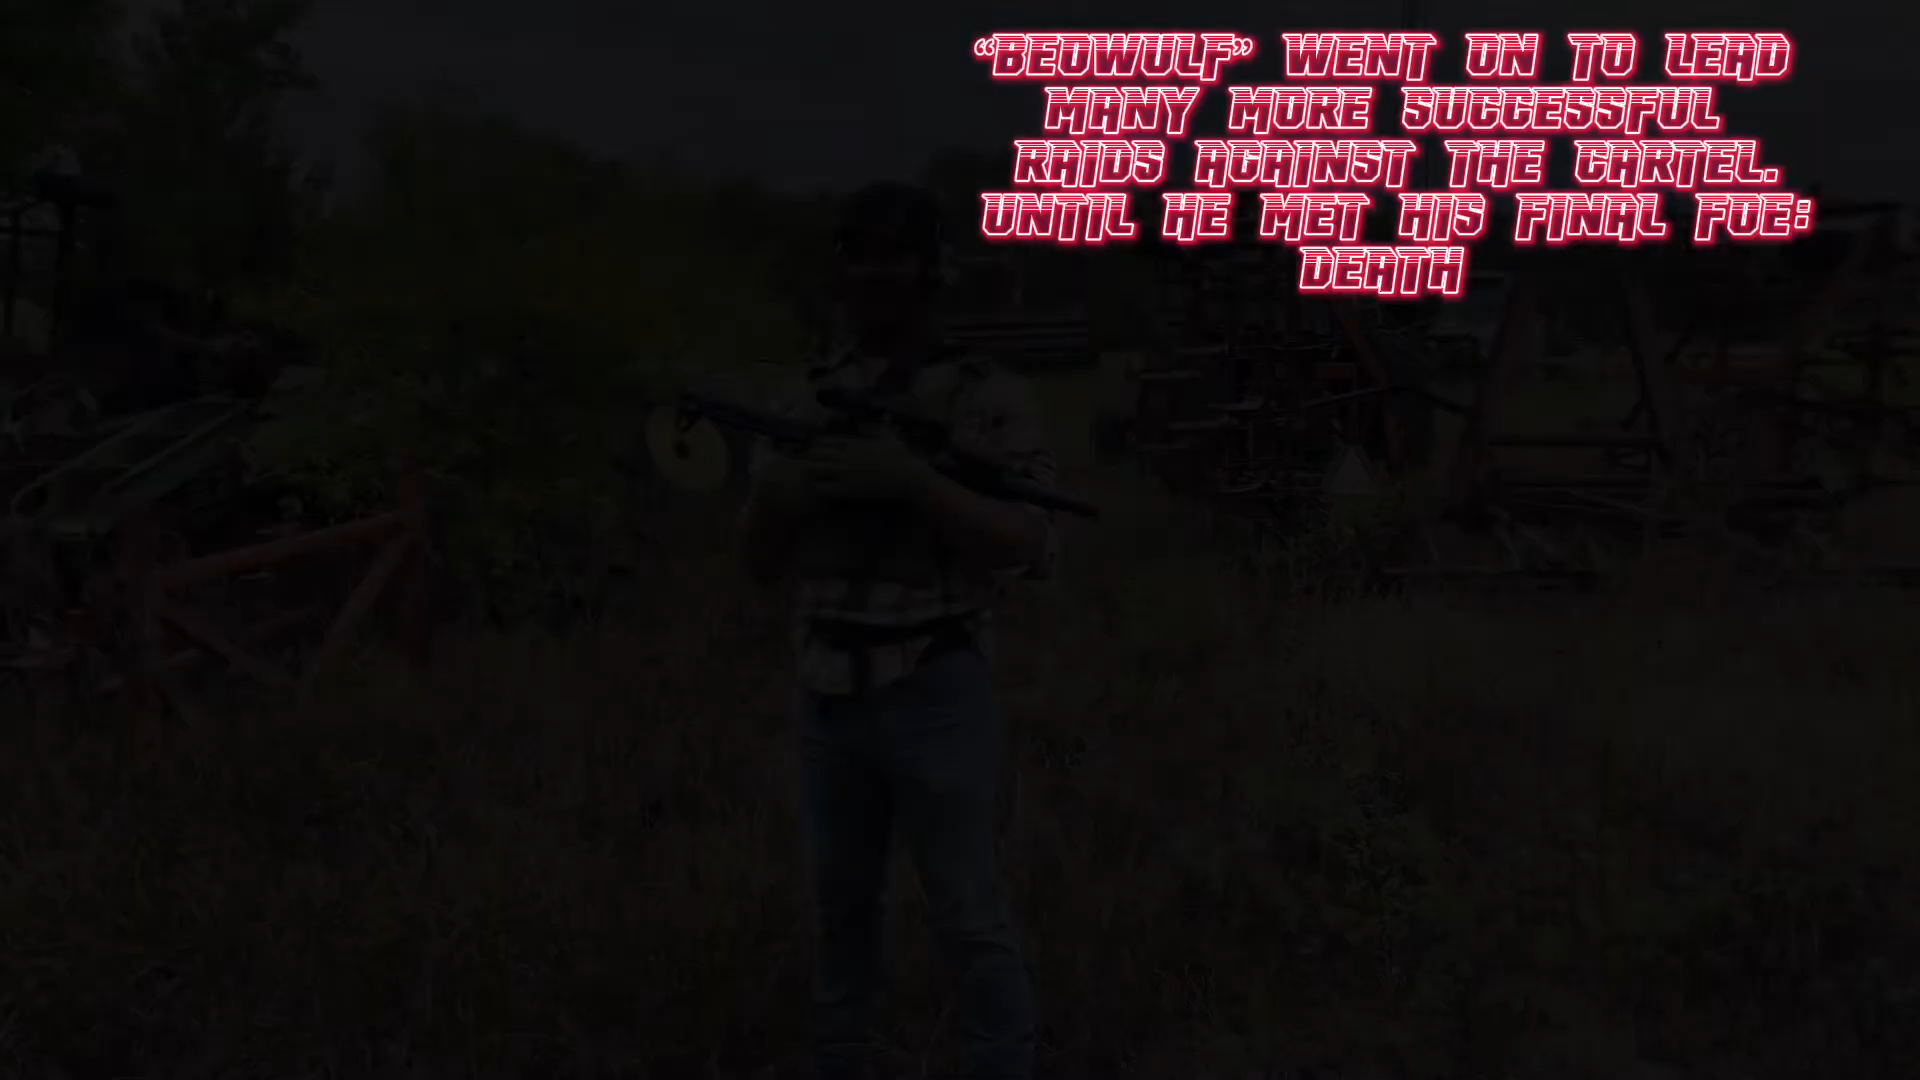 “BEOWULF” WENT ON TO LEAD
MANY MORE SUCCESSFUL
RAIDS AGAINST THE CARTEL.
UNTIL HE MET HIS FINAL FOE:
DEATH